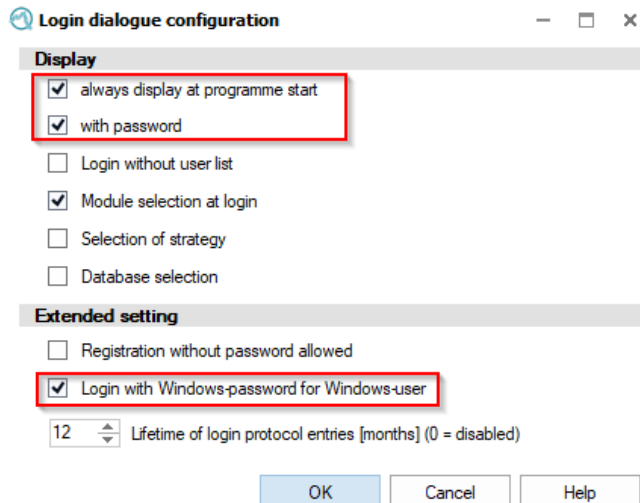 Login dialogue configuration
Display
always display at programme start
with password
Login without user list
Module selection at login
Selection of strategy
Database selection
Extended setting
Registration without password allowed
Login with Windows-password for Windows-user
12 Lifetime of login protocol entries [months] (0 = disabled)
OK Cancel Help